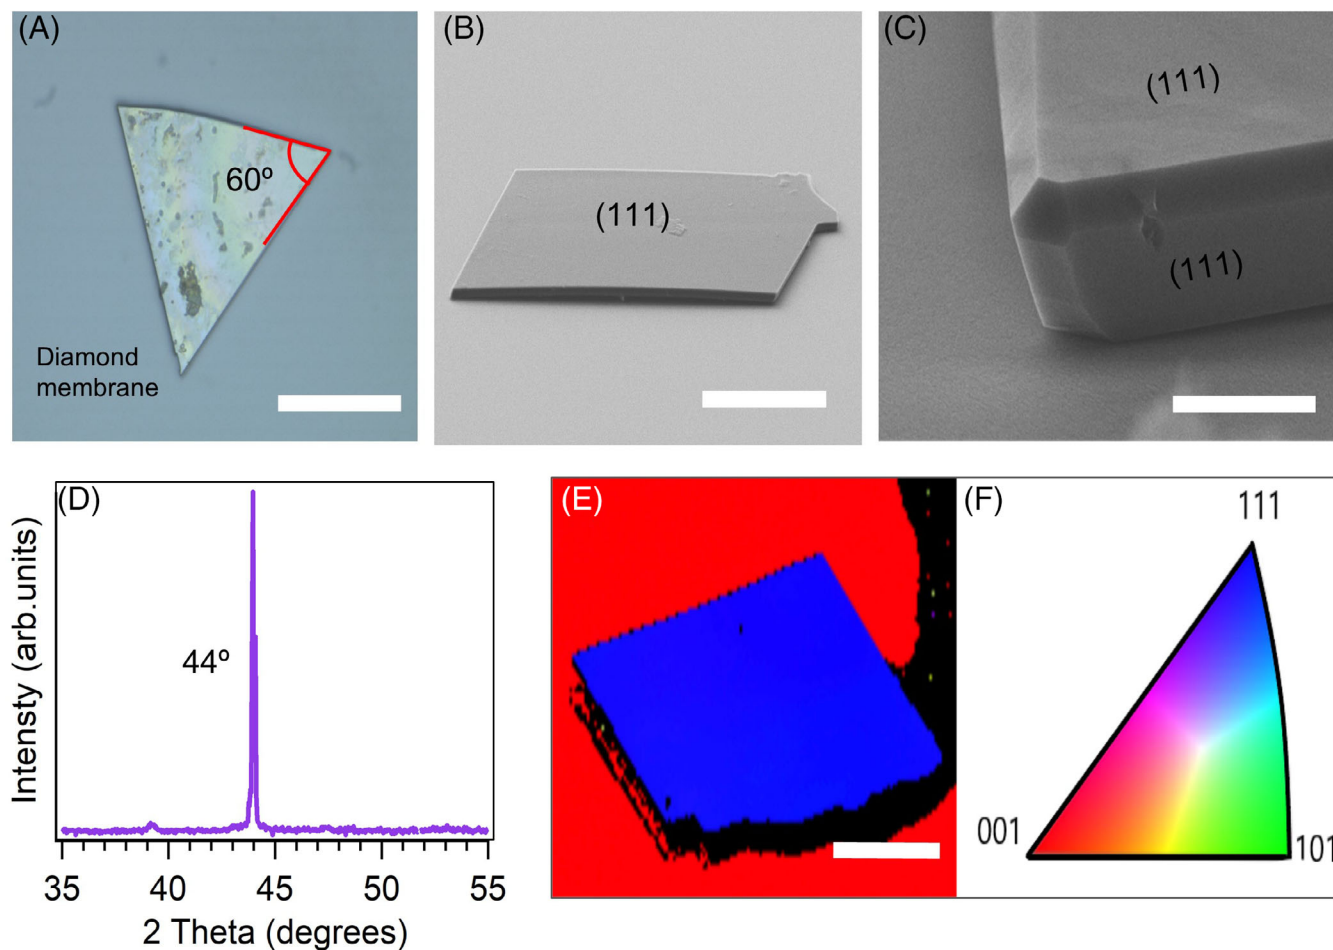 (A)
60º
Diamond
membrane
(B)
(111)
(C)
(111)
(111)
(D)
Intensty (arb.units)
44º
35 40 45 50 55
2 Theta (degrees)
(E)
(F)
111
001
101